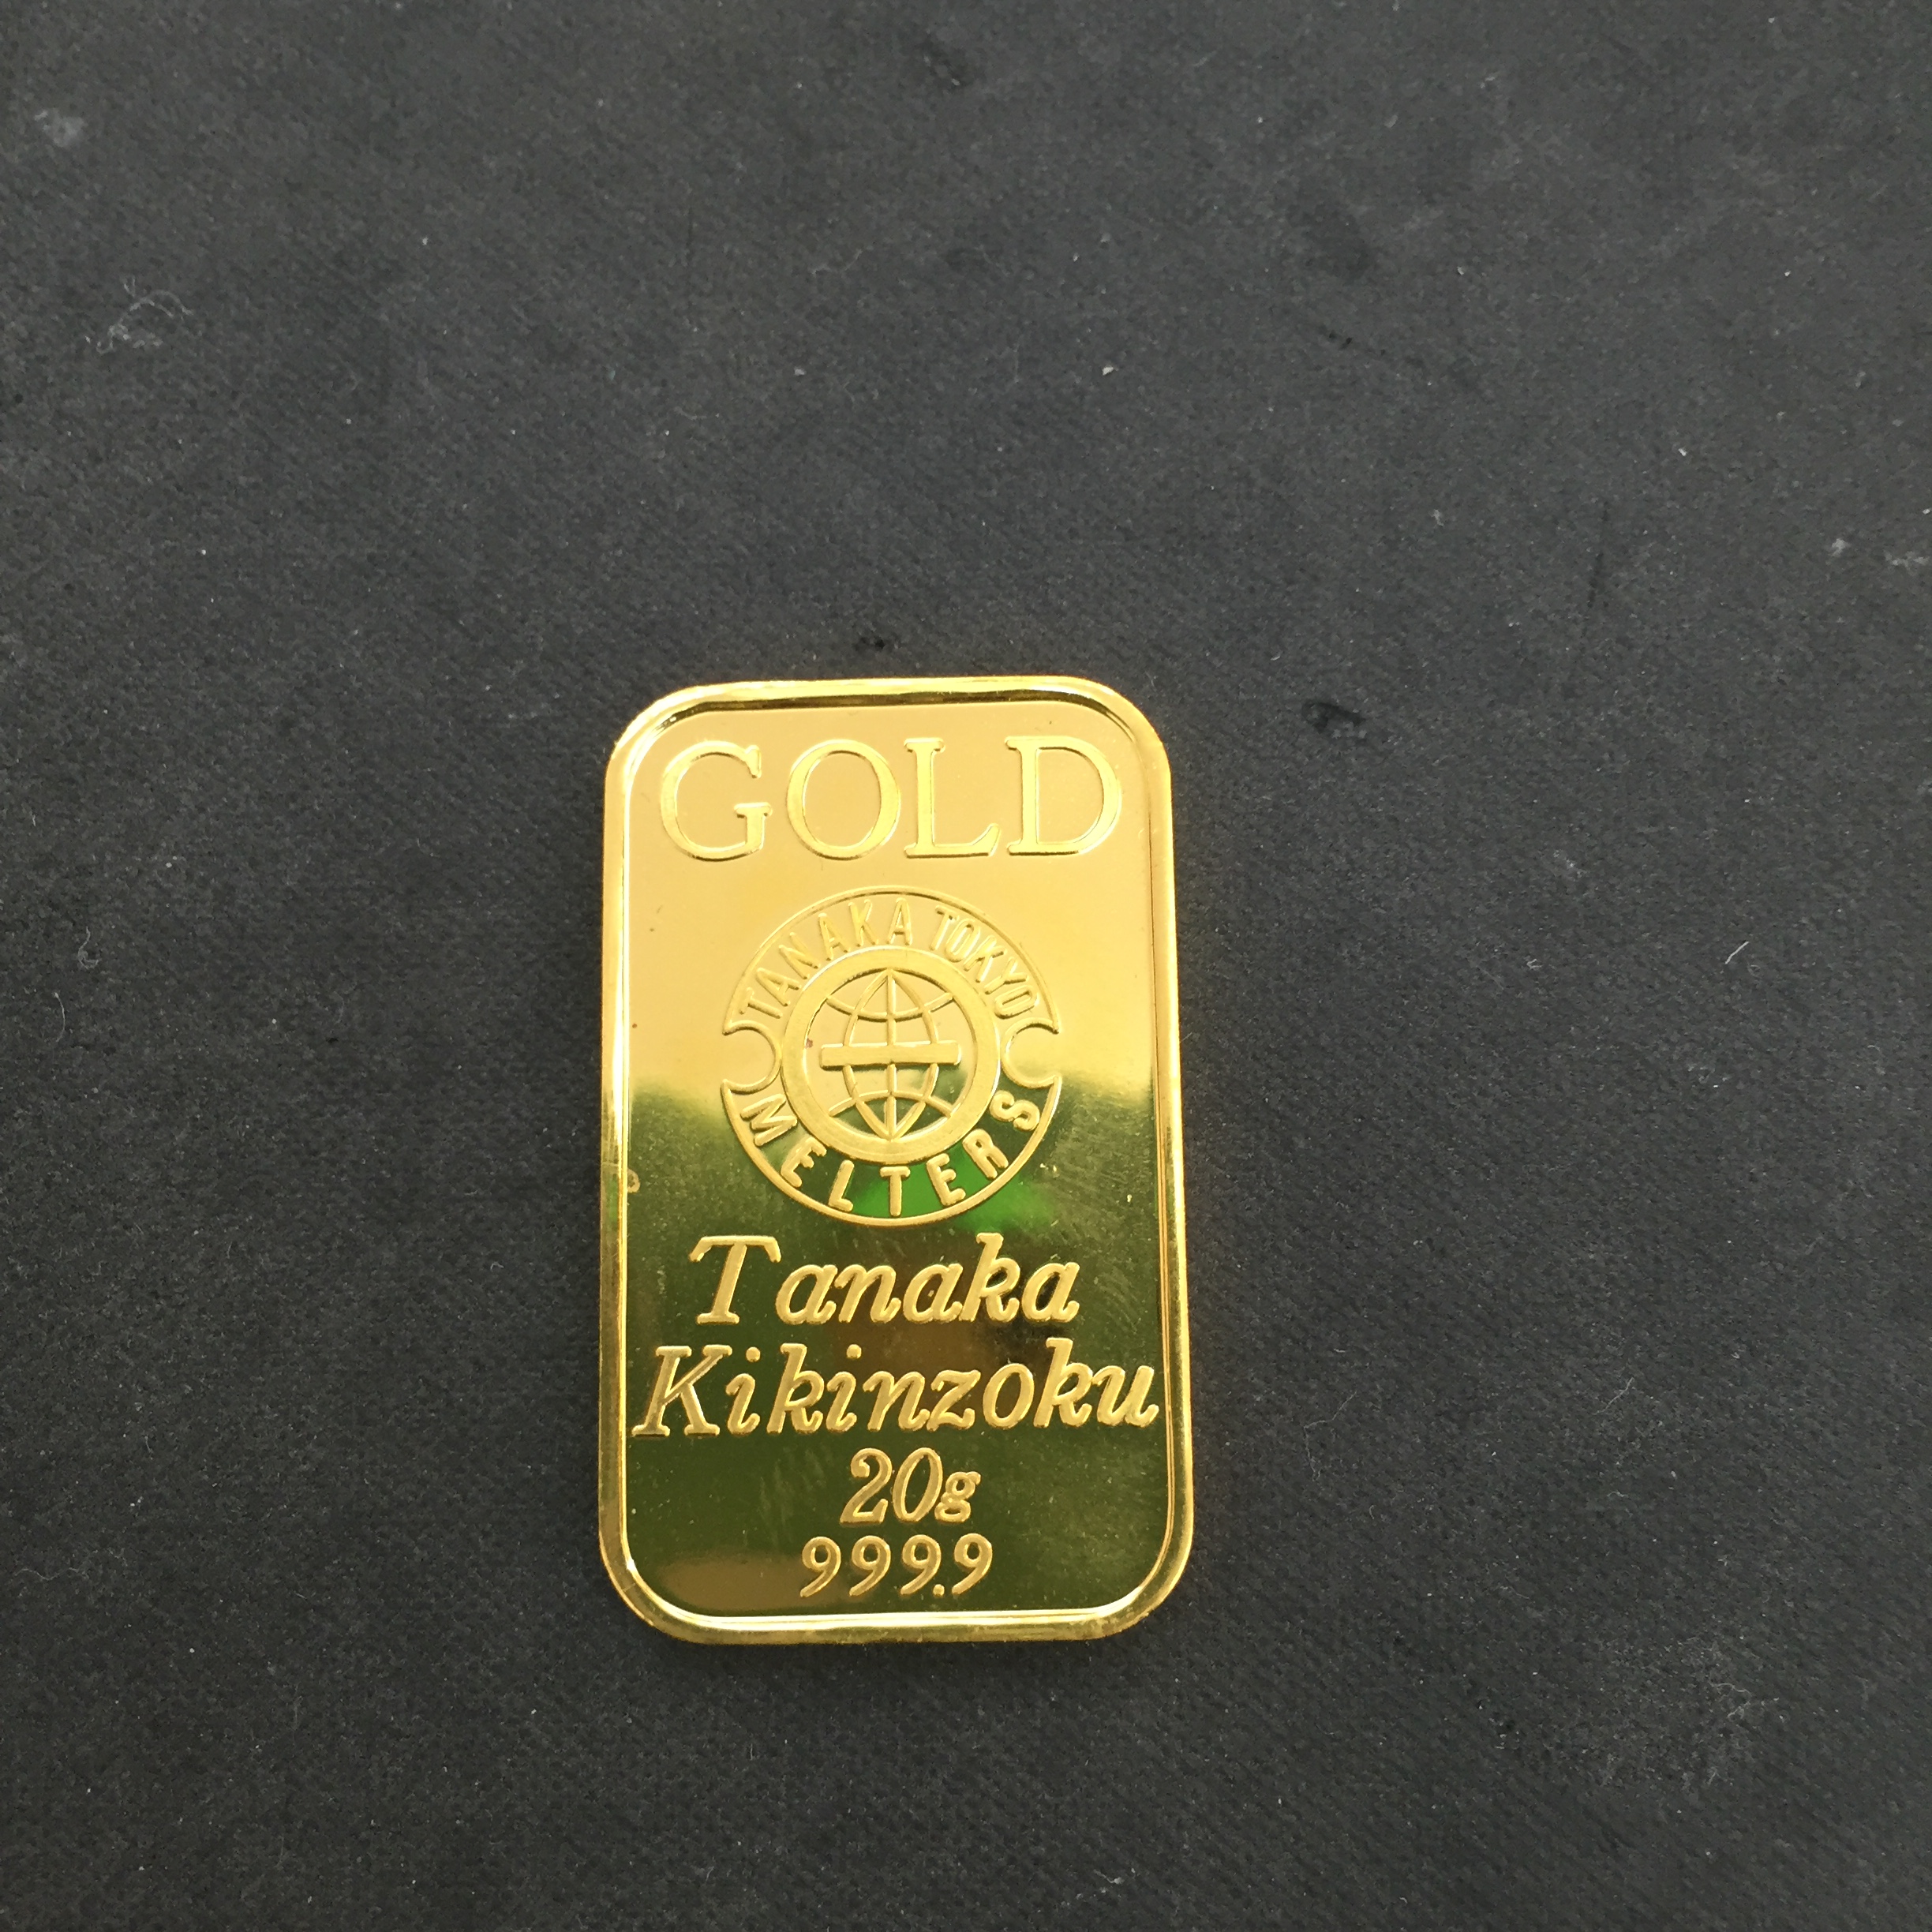 GOLD
TANAKA TOKYO
MELTERS
Tanaka
Kikinzoku
20g
999.9